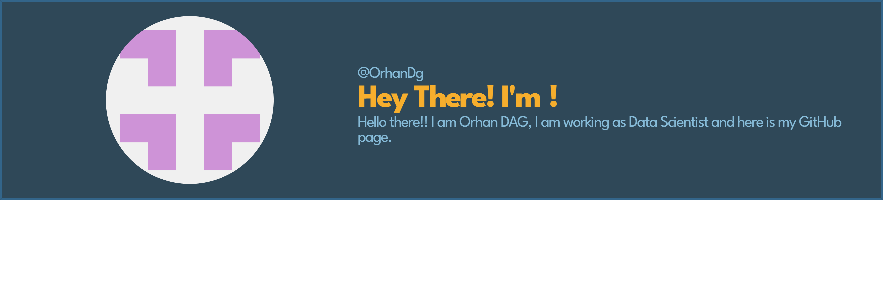 @OrhanDg
Hey There! I'm !
Hello there!! I am Orhan DAG, I am working as Data Scientist and here is my GitHub
page.